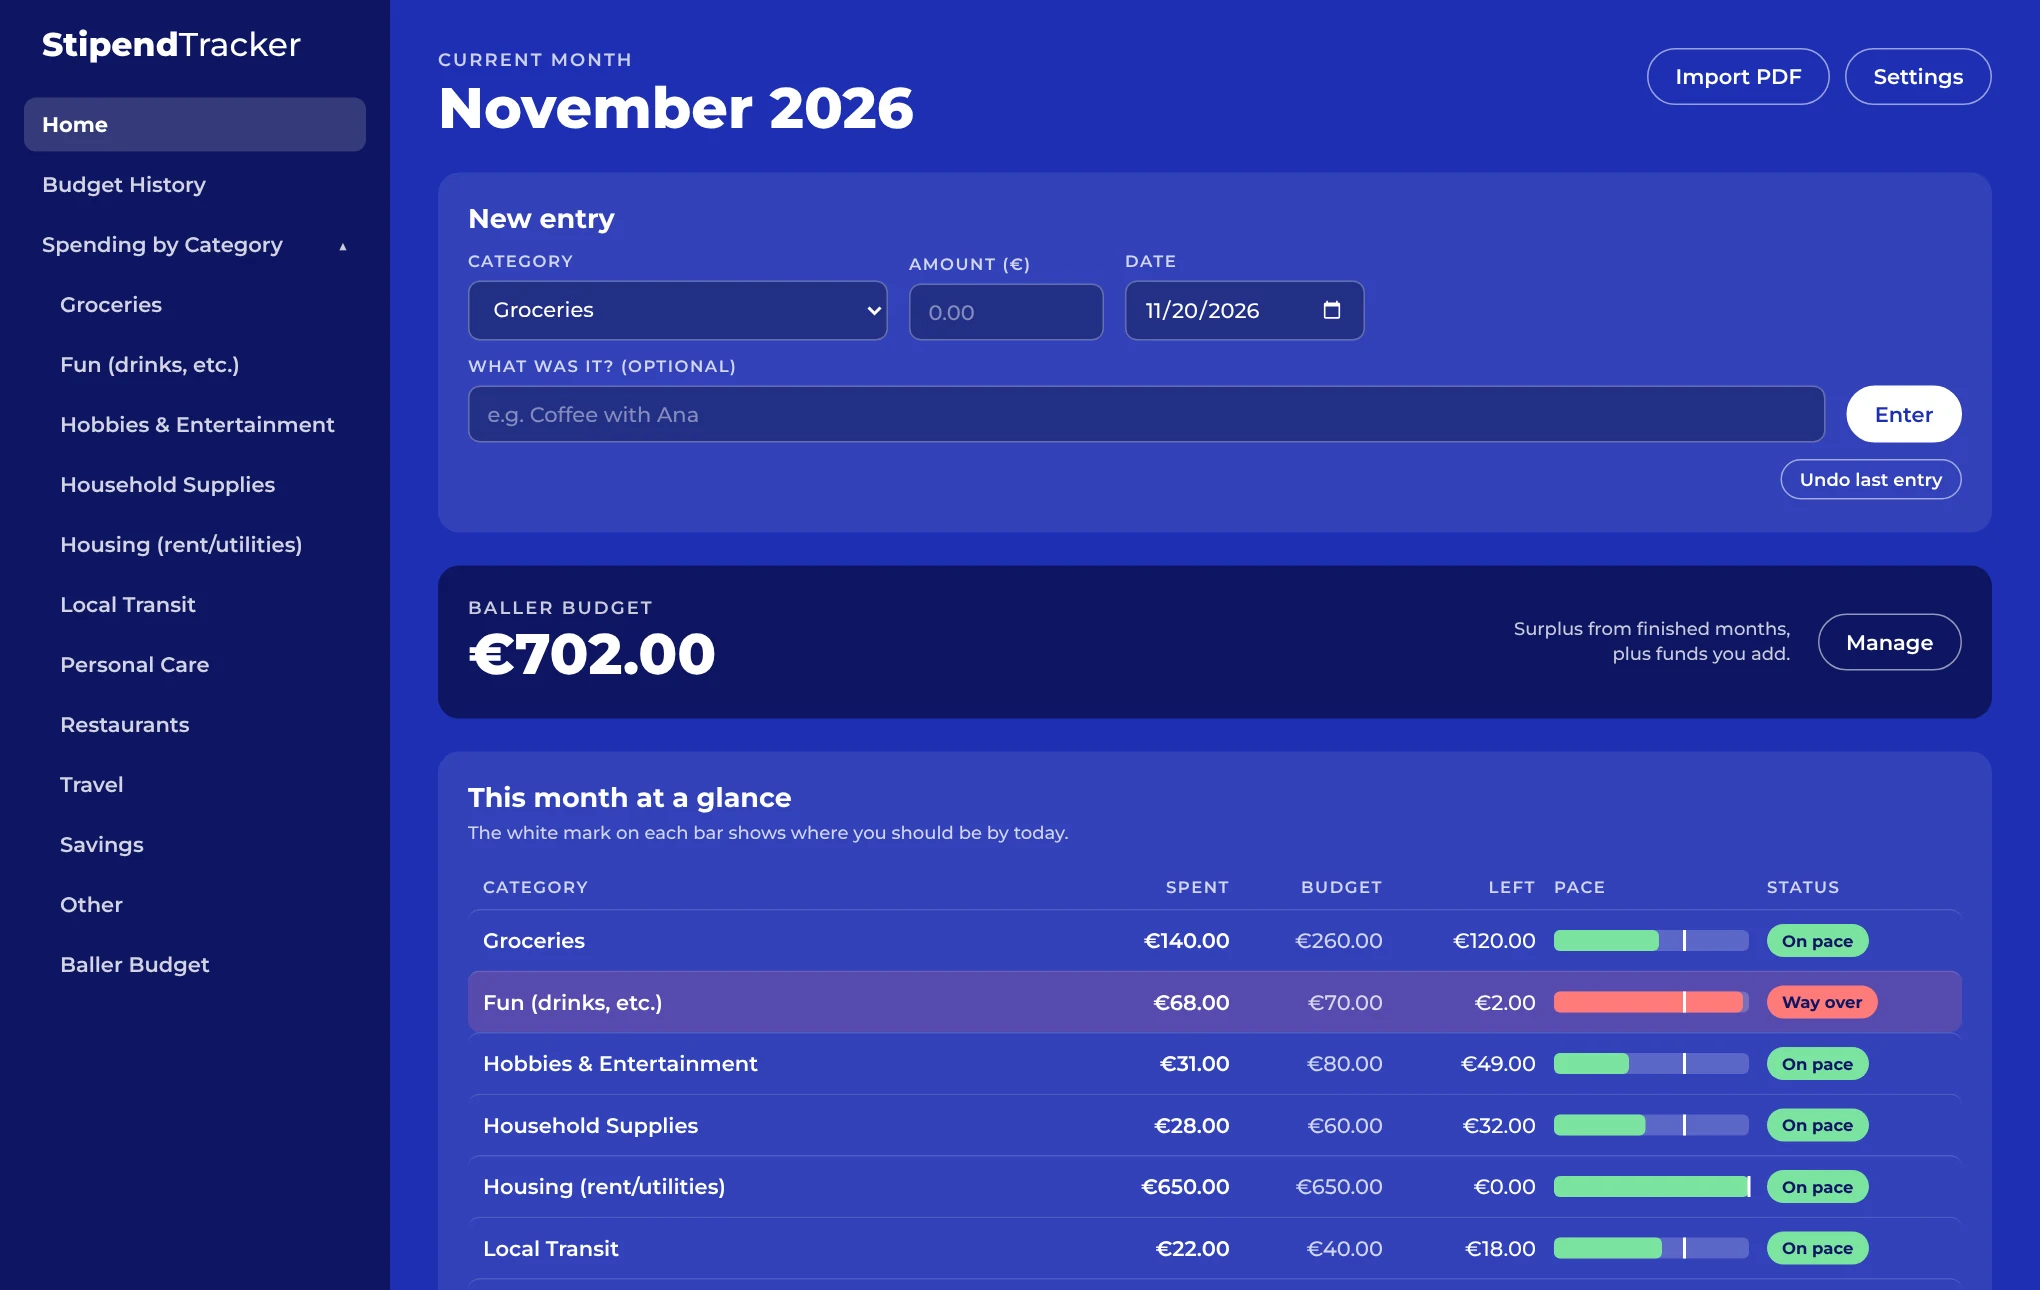 StipendTracker
Home
Budget History
Spending by Category ▲
Groceries
Fun (drinks, etc.)
Hobbies & Entertainment
Household Supplies
Housing (rent/utilities)
Local Transit
Personal Care
Restaurants
Travel
Savings
Other
Baller Budget
CURRENT MONTH
November 2026
Import PDF
Settings
New entry
CATEGORY AMOUNT (€) DATE
Groceries 0.00 11/20/2026
WHAT WAS IT? (OPTIONAL)
e.g. Coffee with Ana
Enter
Undo last entry
BALLER BUDGET
€702.00
Surplus from finished months,
plus funds you add.
Manage
This month at a glance
The white mark on each bar shows where you should be by today.
CATEGORY SPENT BUDGET LEFT PACE STATUS
Groceries €140.00 €260.00 €120.00 On pace
Fun (drinks, etc.) €68.00 €70.00 €2.00 Way over
Hobbies & Entertainment €31.00 €80.00 €49.00 On pace
Household Supplies €28.00 €60.00 €32.00 On pace
Housing (rent/utilities) €650.00 €650.00 €0.00 On pace
Local Transit €22.00 €40.00 €18.00 On pace